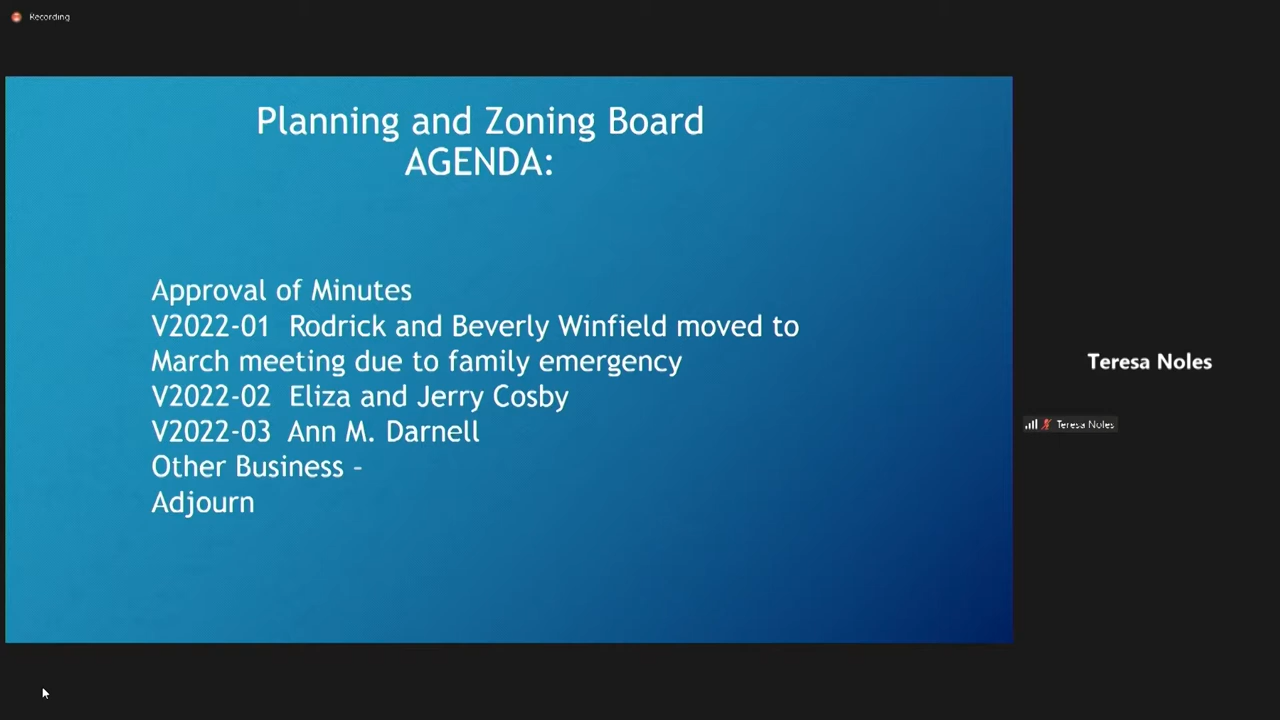 Recording
Planning and Zoning Board
AGENDA:
Approval of Minutes
V2022-01 Rodrick and Beverly Winfield moved to
March meeting due to family emergency
V2022-02 Eliza and Jerry Cosby
V2022-03 Ann M. Darnell
Other Business –
Adjourn
Teresa Noles
Teresa Noles